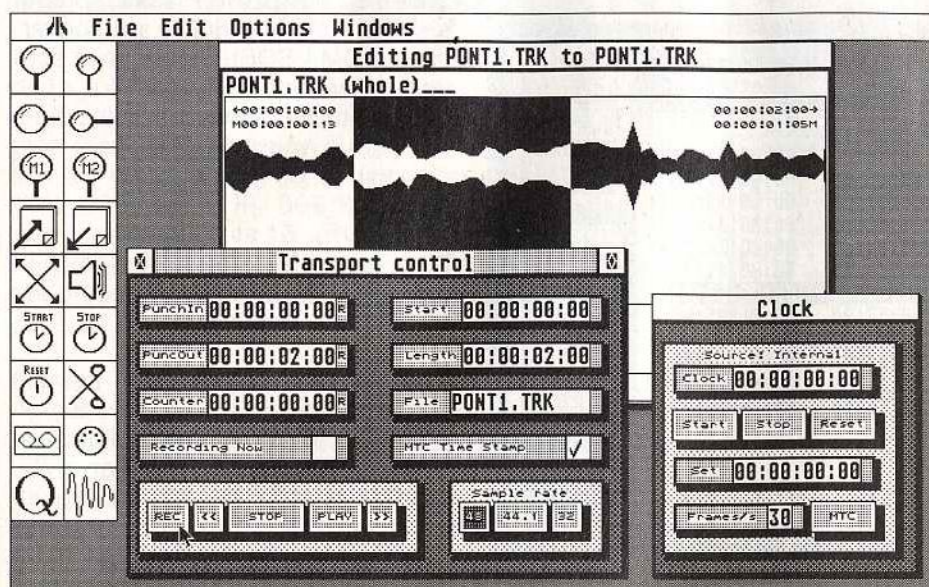 File Edit Options Windows
Editing PONT1.TRK to PONT1.TRK
PONT1.TRK (whole)___
←00:00:00:00
00:00:02:00→
M00:00:00:13
00:00:01:05M
M1 M2
START STOP
RESET
Q
Transport control
PunchIn 00:00:00:00 R
Start 00:00:00:00
PuncOut 00:00:02:00 R
Length 00:00:02:00
Counter 00:00:00:00 R
File PONT1.TRK
Recording Now
MTC Time Stamp ✓
REC << STOP PLAY >>
Sample rate
48 44.1 32
Clock
Source: Internal
Clock 00:00:00:00
Start Stop Reset
Set 00:00:00:00
Frames/s 30 MTC